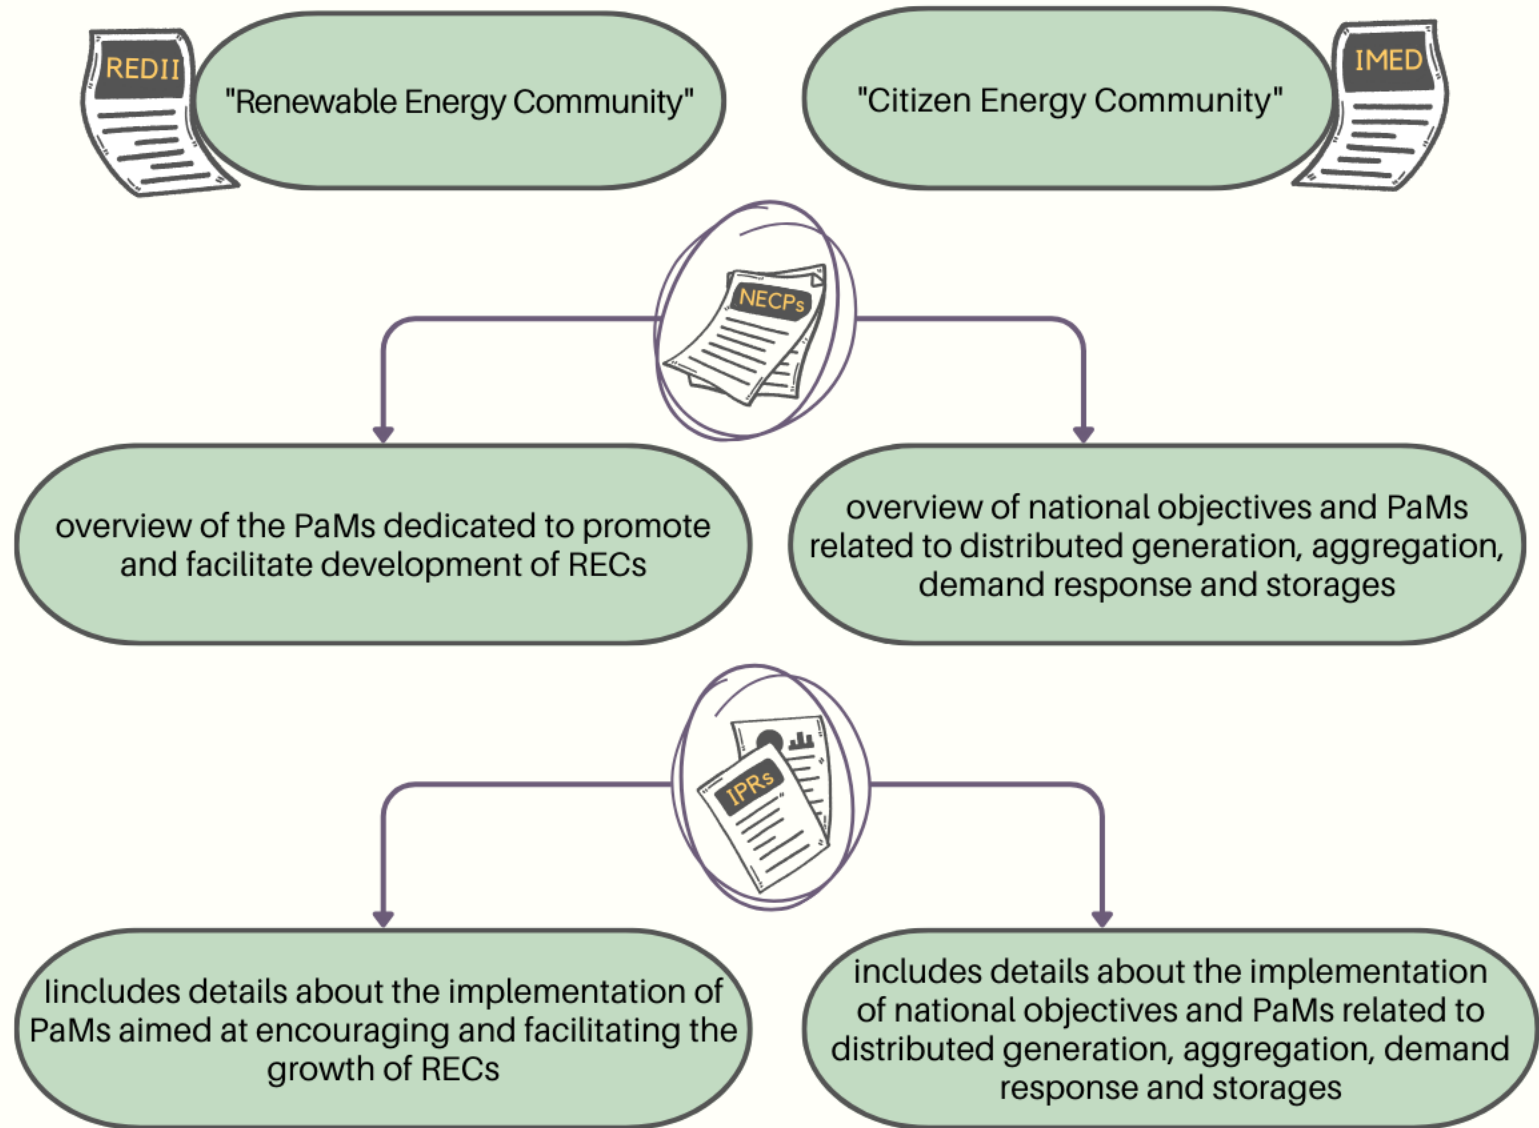 REDII
"Renewable Energy Community"
"Citizen Energy Community"
IMED
NECPs
overview of the PaMs dedicated to promote
and facilitate development of RECs
overview of national objectives and PaMs
related to distributed generation, aggregation,
demand response and storages
IPRs
Iincludes details about the implementation of
PaMs aimed at encouraging and facilitating the
growth of RECs
includes details about the implementation
of national objectives and PaMs related to
distributed generation, aggregation, demand
response and storages